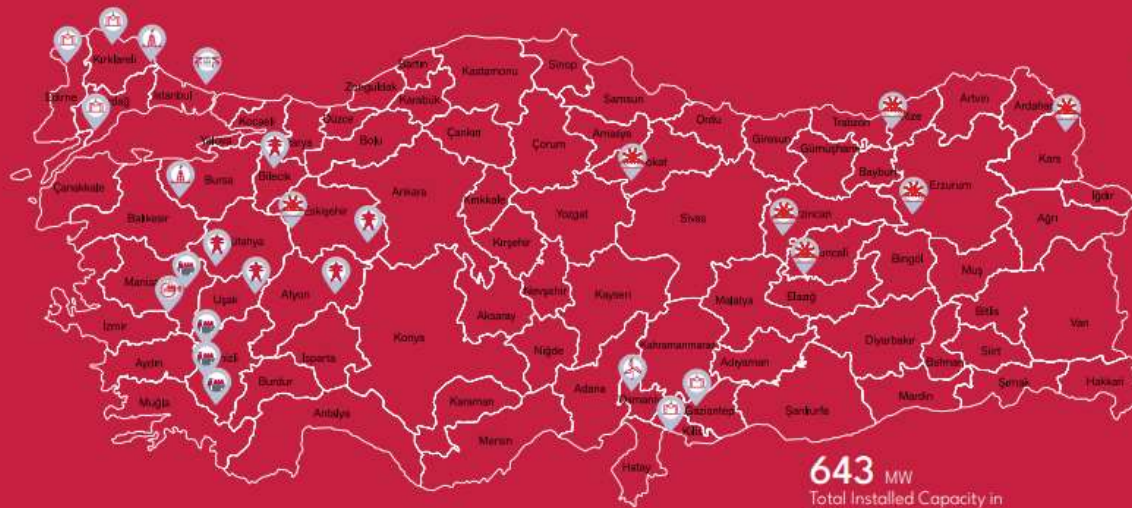 Kırklareli
Edirne
İstanbul
Kocaeli
Düzce
Zonguldak
Bartın
Karabük
Kastamonu
Sinop
Samsun
Ordu
Giresun
Trabzon
Artvin
Ardahan
Kars
Iğdır
Gümüşhane
Bayburt
Erzurum
Ağrı
Çanakkale
Bursa
Bilecik
Bolu
Çankırı
Çorum
Amasya
Balıkesir
Eskişehir
Ankara
Kırıkkale
Yozgat
Sivas
Kırşehir
Manisa
Uşak
Afyon
Nevşehir
Kayseri
Malatya
Elazığ
Bingöl
Muş
Bitlis
Van
İzmir
Aydın
Isparta
Konya
Aksaray
Niğde
Kahramanmaraş
Adıyaman
Diyarbakır
Batman
Siirt
Şırnak
Hakkari
Muğla
Burdur
Antalya
Karaman
Mersin
Adana
Gaziantep
Şanlıurfa
Mardin
Kilis
Hatay
643 MW
Total Installed Capacity in